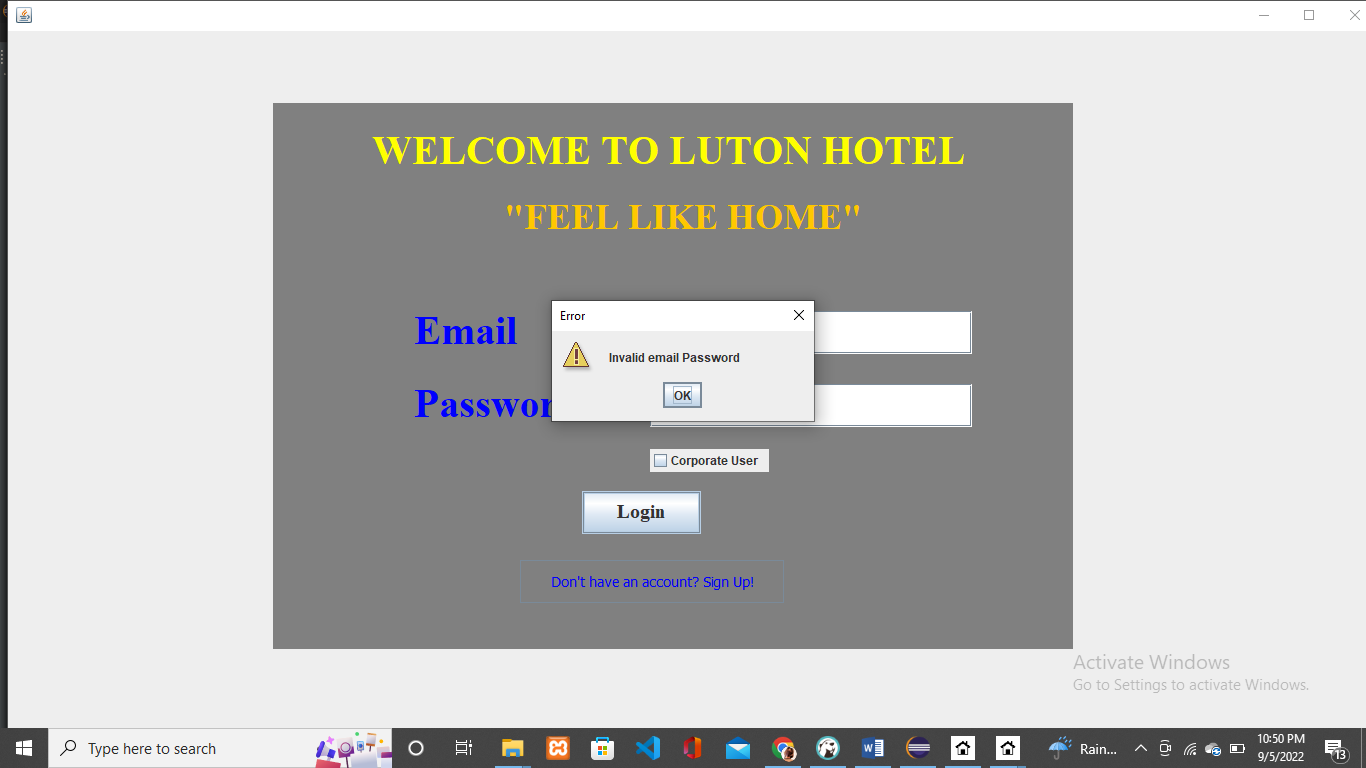 WELCOME TO LUTON HOTEL
"FEEL LIKE HOME"
Error
Invalid email Password
OK
Email
Passwor
Corporate User
Login
Don't have an account? Sign Up!
Activate Windows
Go to Settings to activate Windows.
Type here to search
Rain...
10:50 PM
9/5/2022
13